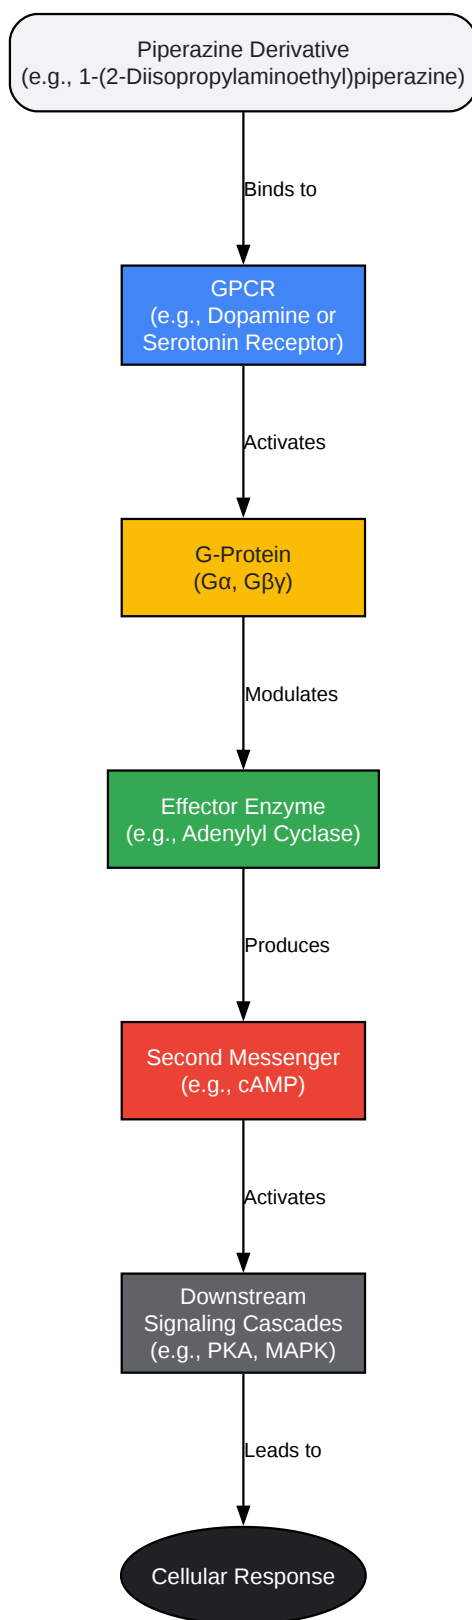 Piperazine Derivative
(e.g., 1-(2-Diisopropylaminoethyl)piperazine)
Binds to
GPCR
(e.g., Dopamine or
Serotonin Receptor)
Activates
G-Protein
(Gα, Gβγ)
Modulates
Effector Enzyme
(e.g., Adenylyl Cyclase)
Produces
Second Messenger
(e.g., cAMP)
Activates
Downstream
Signaling Cascades
(e.g., PKA, MAPK)
Leads to
Cellular Response